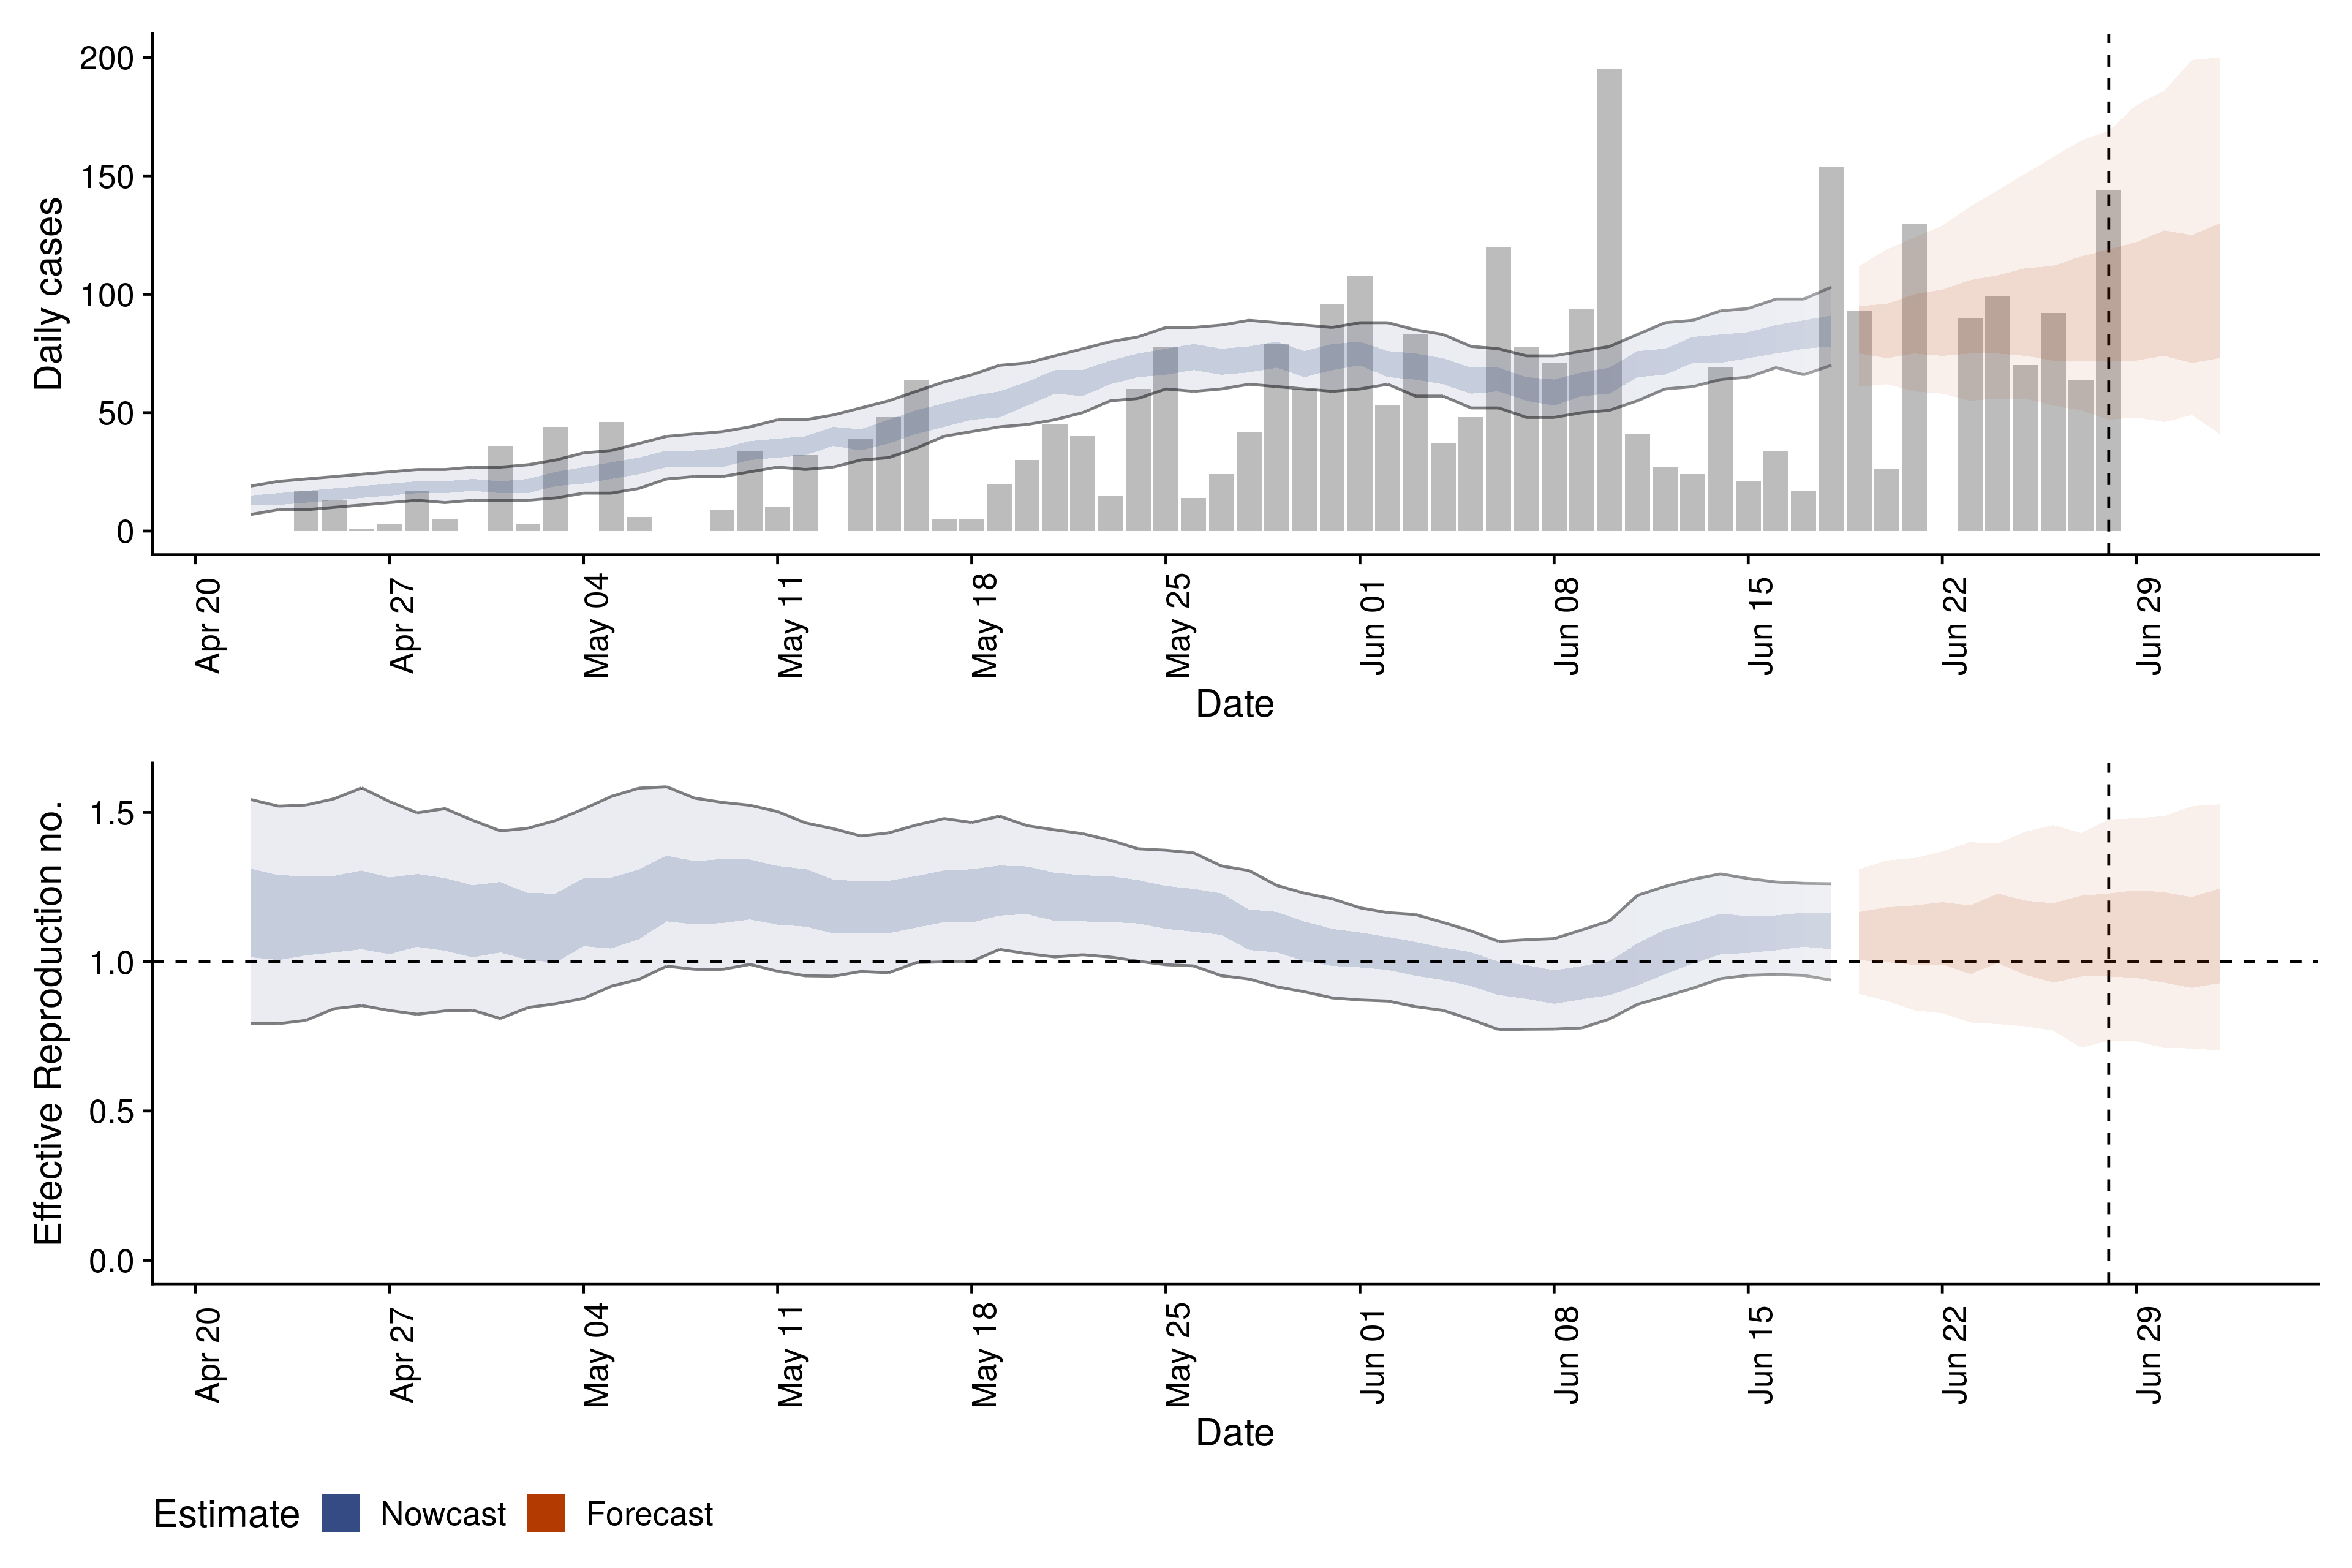 200
150
100
50
0
Daily cases
Apr 20 Apr 27 May 04 May 11 May 18 May 25 Jun 01 Jun 08 Jun 15 Jun 22 Jun 29
Date
1.5
1.0
0.5
0.0
Effective Reproduction no.
Apr 20 Apr 27 May 04 May 11 May 18 May 25 Jun 01 Jun 08 Jun 15 Jun 22 Jun 29
Date
Estimate Nowcast Forecast